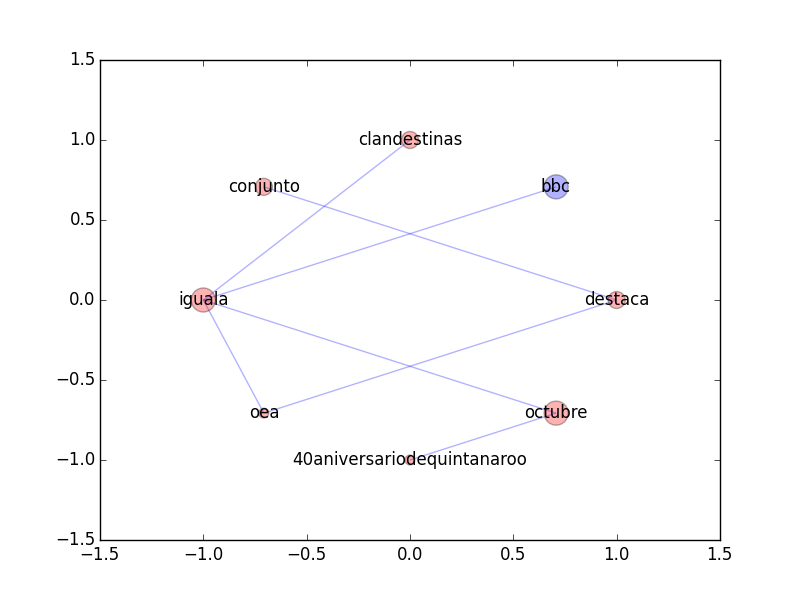 1.5
clandestinas
1.0
conjunto
bbc
0.5
0.0
iguala
destaca
−0.5
oea
octubre
−1.0
40aniversariodequintanaroo
−1.5
−1.5 −1.0 −0.5 0.0 0.5 1.0 1.5